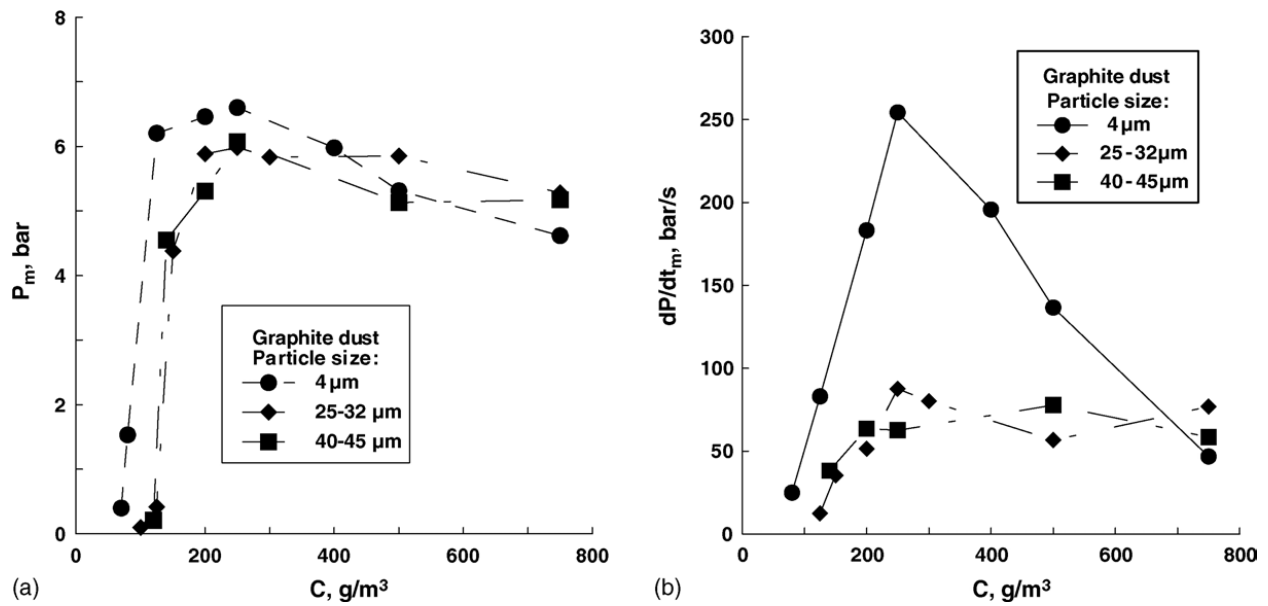 8
6
4
2
0
P_m, bar
0
200
400
600
800
C, g/m³
Graphite dust
Particle size:
4 µm
25-32 µm
40-45 µm
(a)
300
250
200
150
100
50
0
dP/dt_m, bar/s
0
200
400
600
800
C, g/m³
Graphite dust
Particle size:
4 µm
25-32µm
40-45µm
(b)